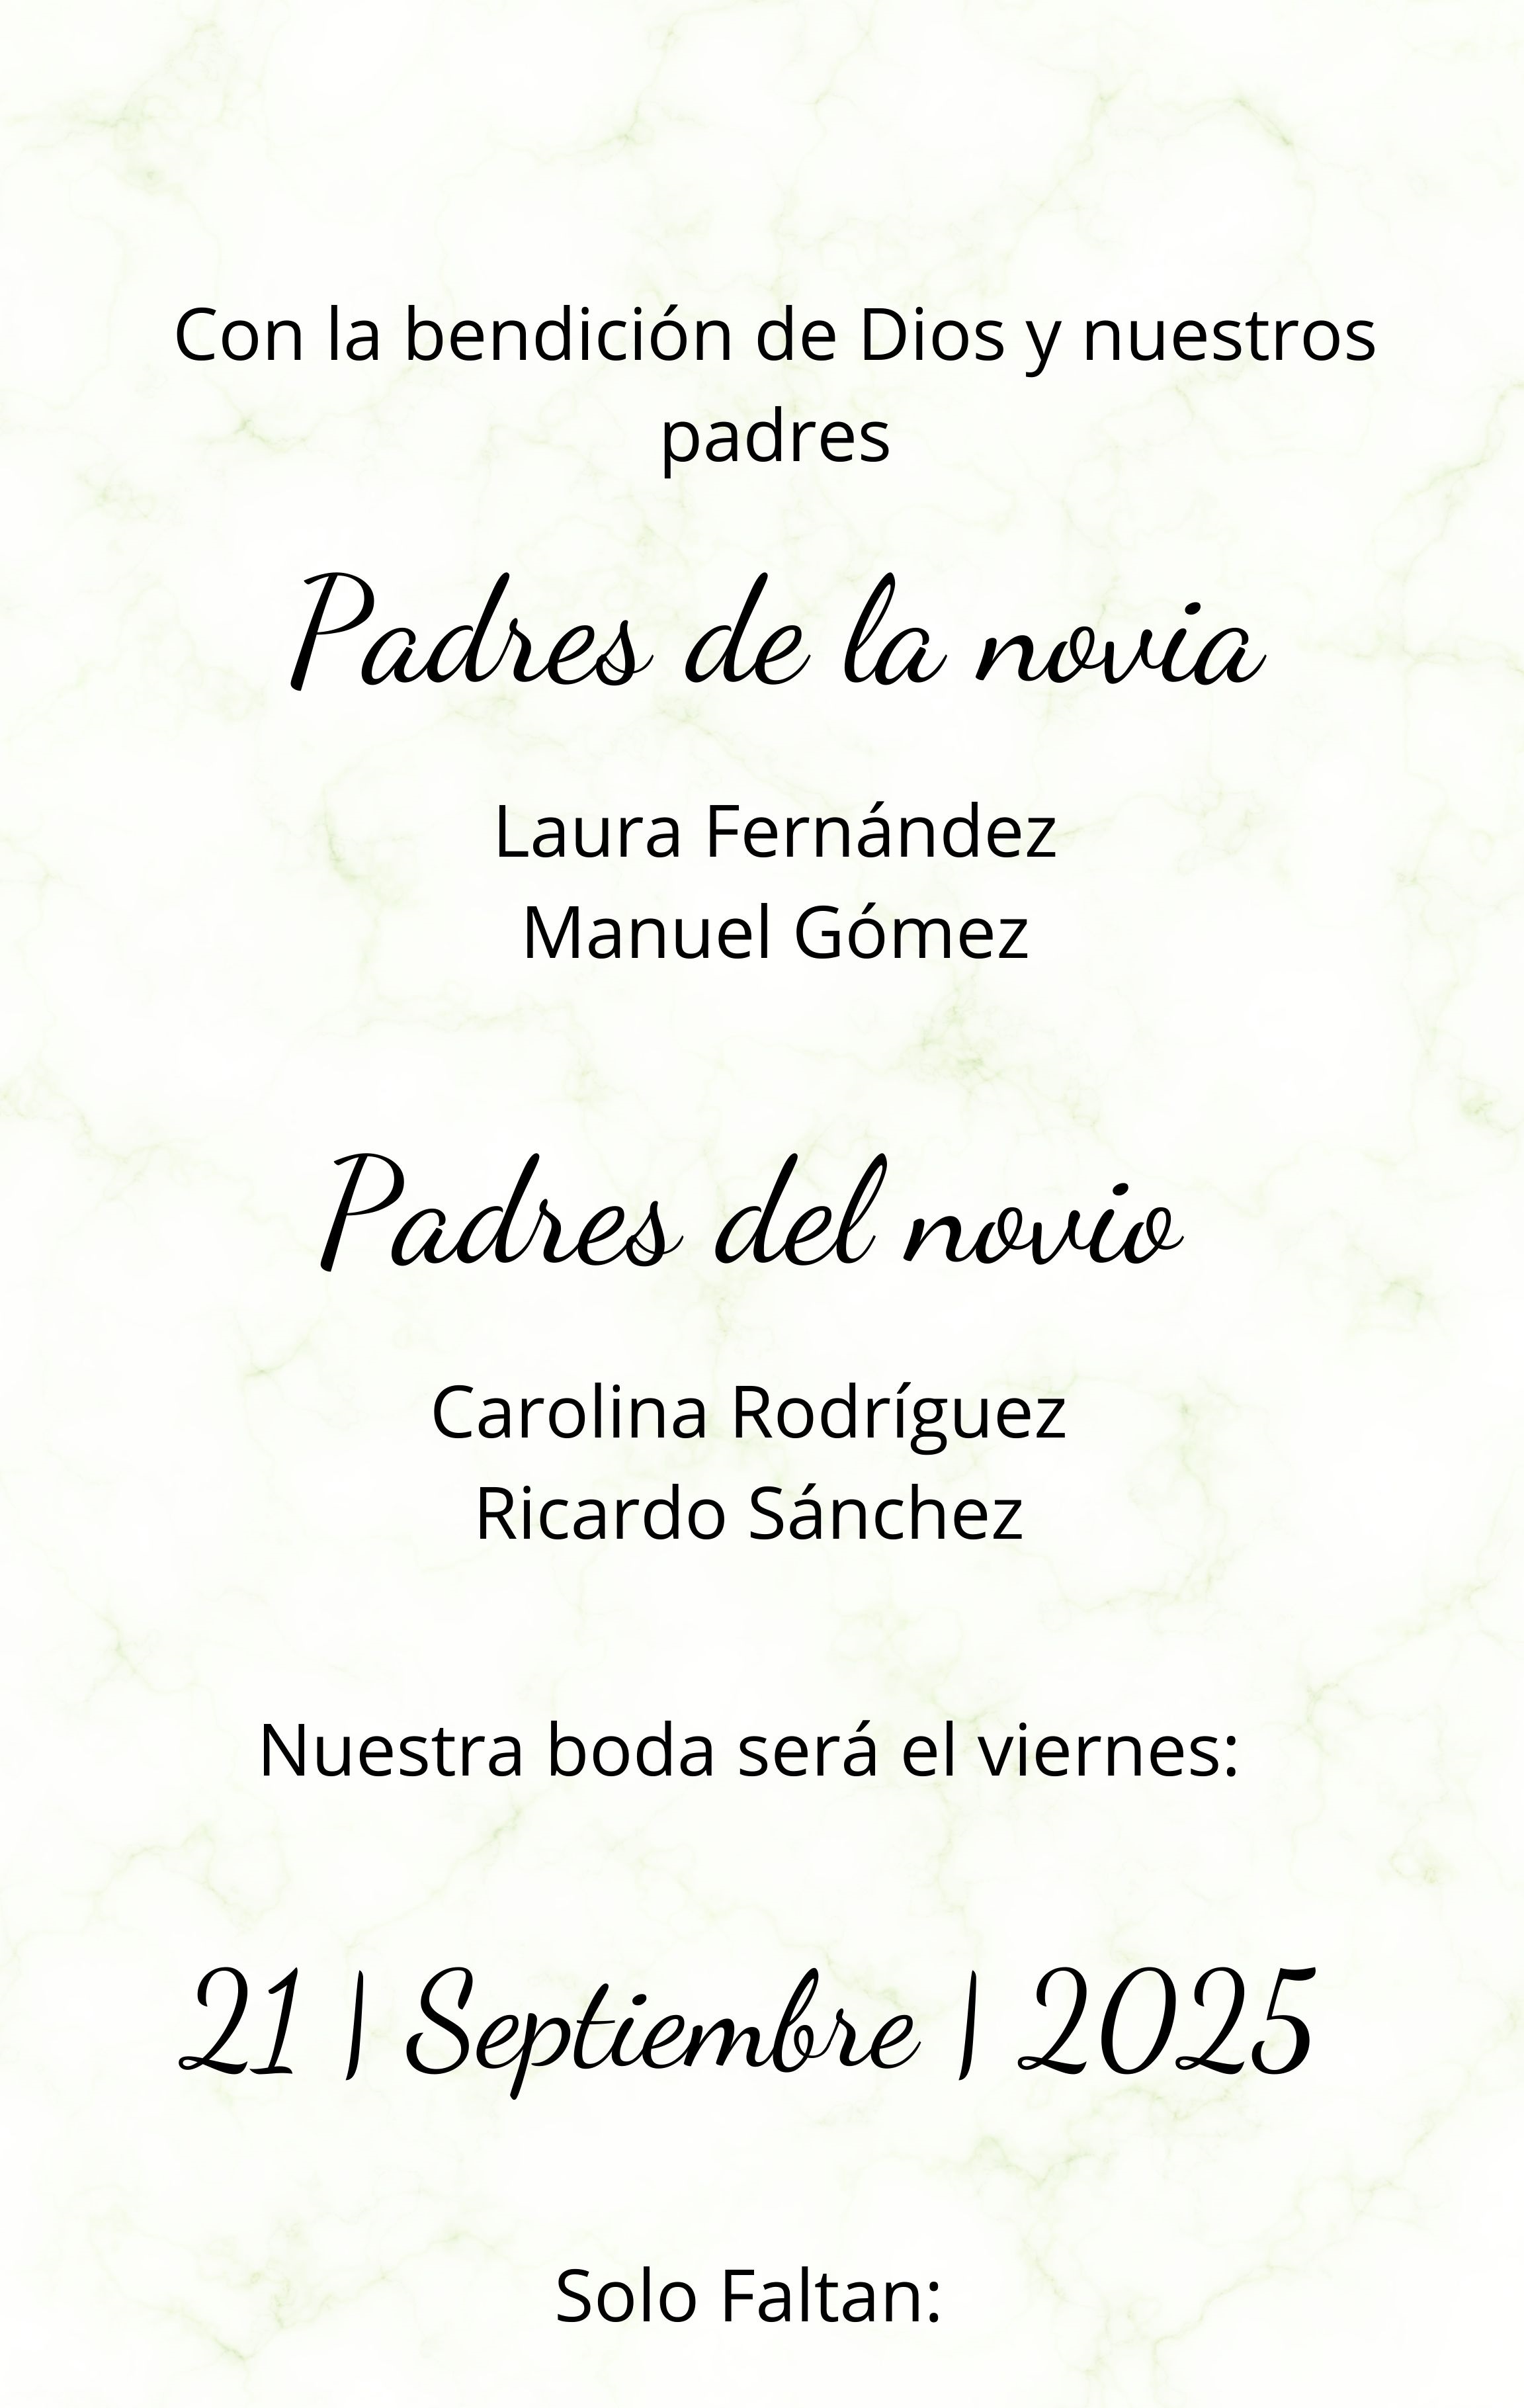 Con la bendición de Dios y nuestros
padres
Padres de la novia
Laura Fernández
Manuel Gómez
Padres del novio
Carolina Rodríguez
Ricardo Sánchez
Nuestra boda será el viernes:
21 | Septiembre | 2025
Solo Faltan: